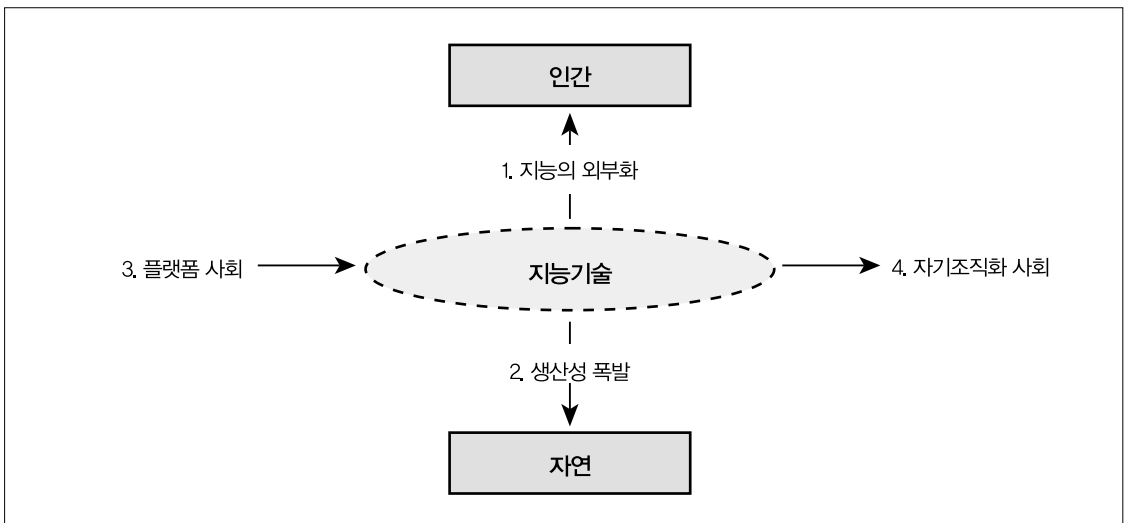 인간
1. 지능의 외부화
3. 플랫폼 사회
지능기술
4. 자기조직화 사회
2. 생산성 폭발
자연